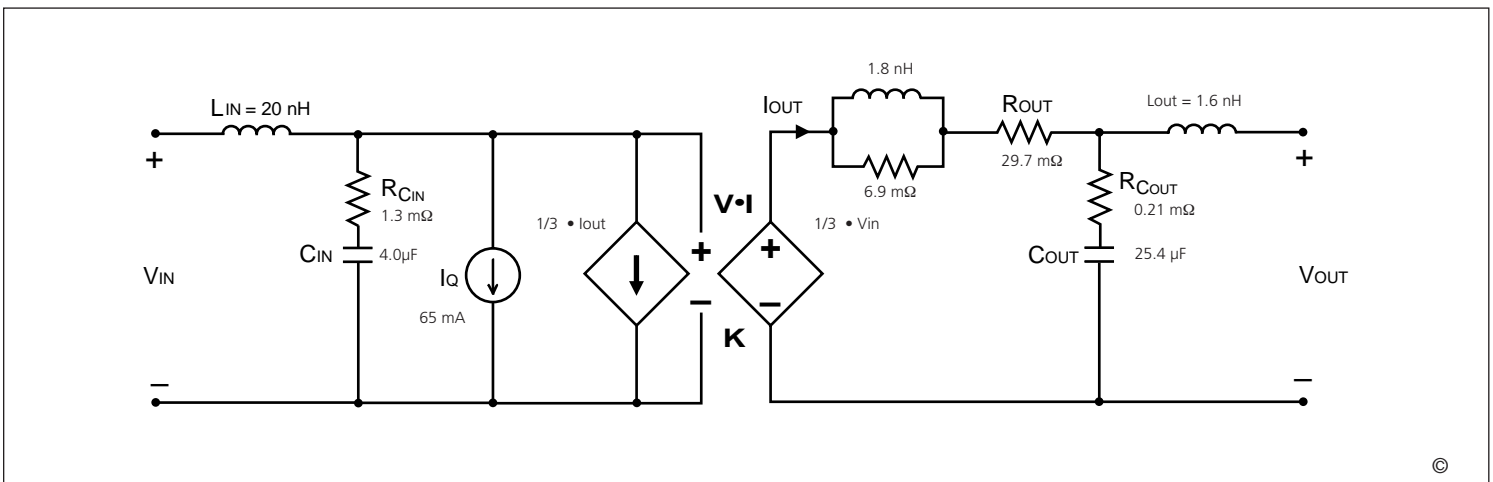 1.8 nH
LIN = 20 nH
IOUT
ROUT
Lout = 1.6 nH
+
+
29.7 mΩ
RCIN
1.3 mΩ
6.9 mΩ
RCOUT
0.21 mΩ
V•I
1/3 • Iout
1/3 • Vin
CIN
4.0µF
+
+
COUT
25.4 µF
VIN
IQ
VOUT
–
–
65 mA
K
–
–
©